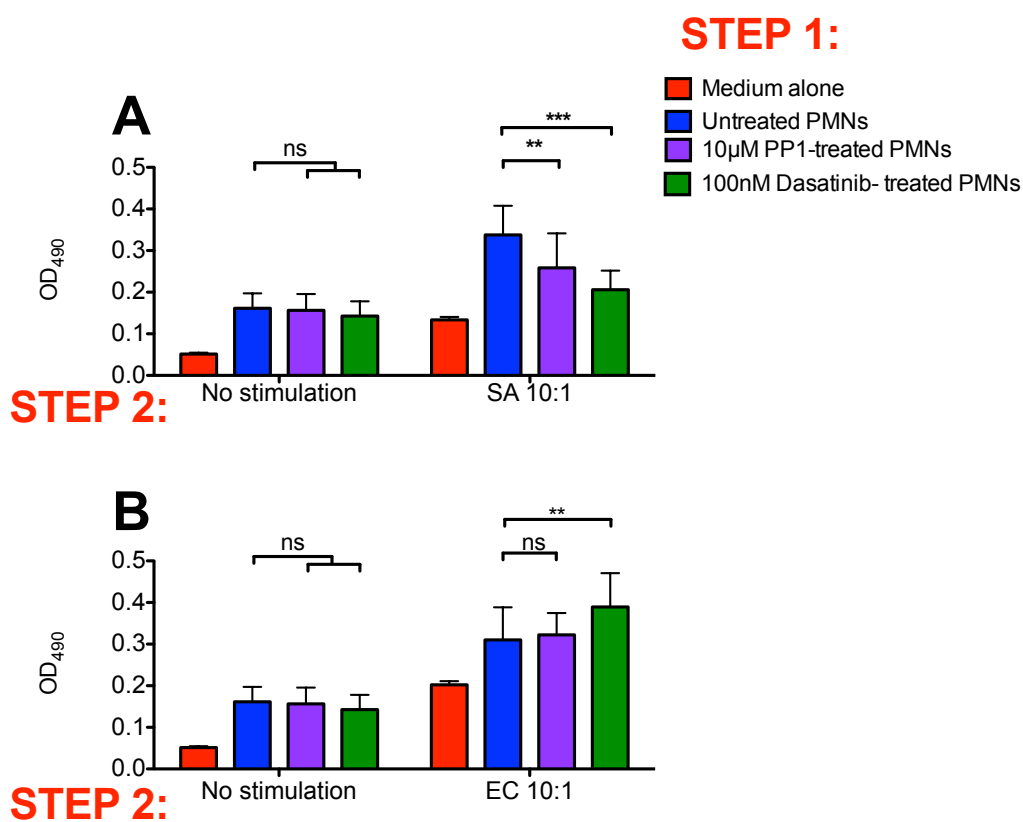 STEP 1:
Medium alone
Untreated PMNs
10µM PP1-treated PMNs
100nM Dasatinib- treated PMNs
A
ns
***
**
0.5
0.4
0.3
0.2
0.1
0.0
OD490
No stimulation
SA 10:1
STEP 2:
B
ns
**
ns
0.5
0.4
0.3
0.2
0.1
0.0
OD490
No stimulation
EC 10:1
STEP 2: